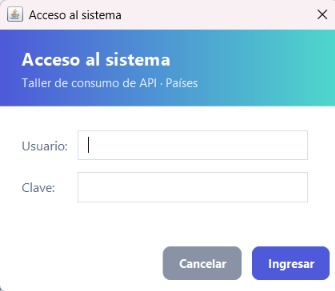 Acceso al sistema
Acceso al sistema
Taller de consumo de API · Países
Usuario:
Clave:
Cancelar
Ingresar